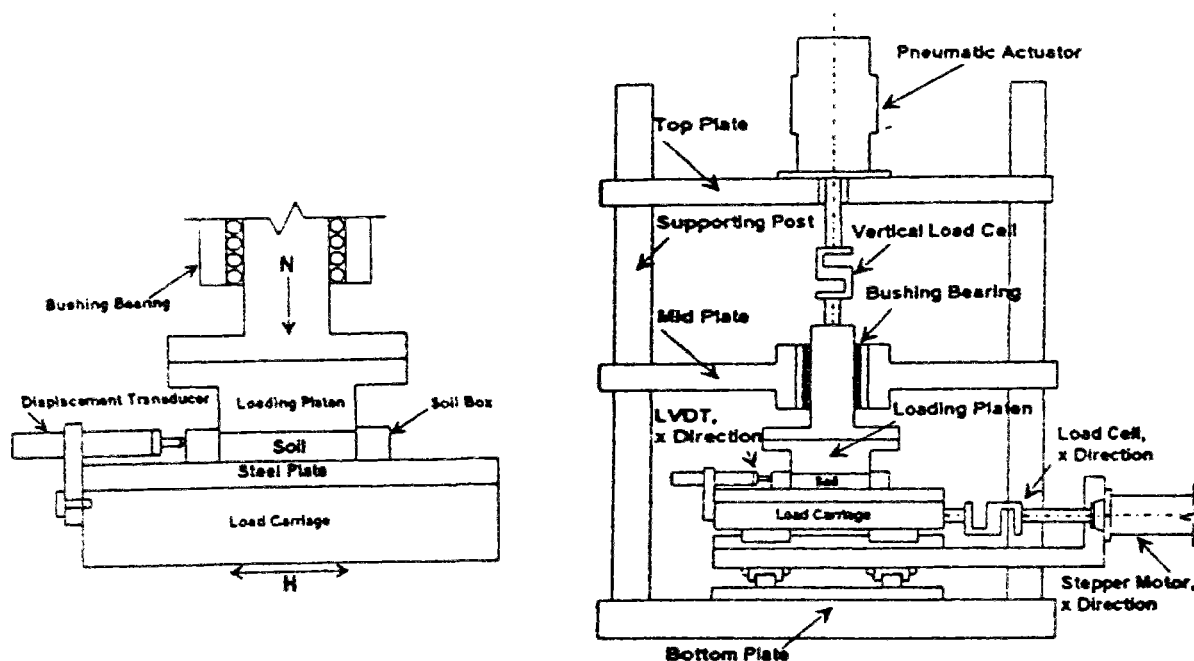 Bushing Bearing
N
Displacement Transducer
Loading Platen
Soil Box
Soil
Steel Plate
Load Carriage
H
Pneumatic Actuator
Top Plate
Supporting Post
Vertical Load Cell
Bushing Bearing
Mid Plate
Loading Platen
LVDT,
x Direction
Load Cell,
x Direction
Soil
Load Carriage
Stepper Motor,
x Direction
Bottom Plate